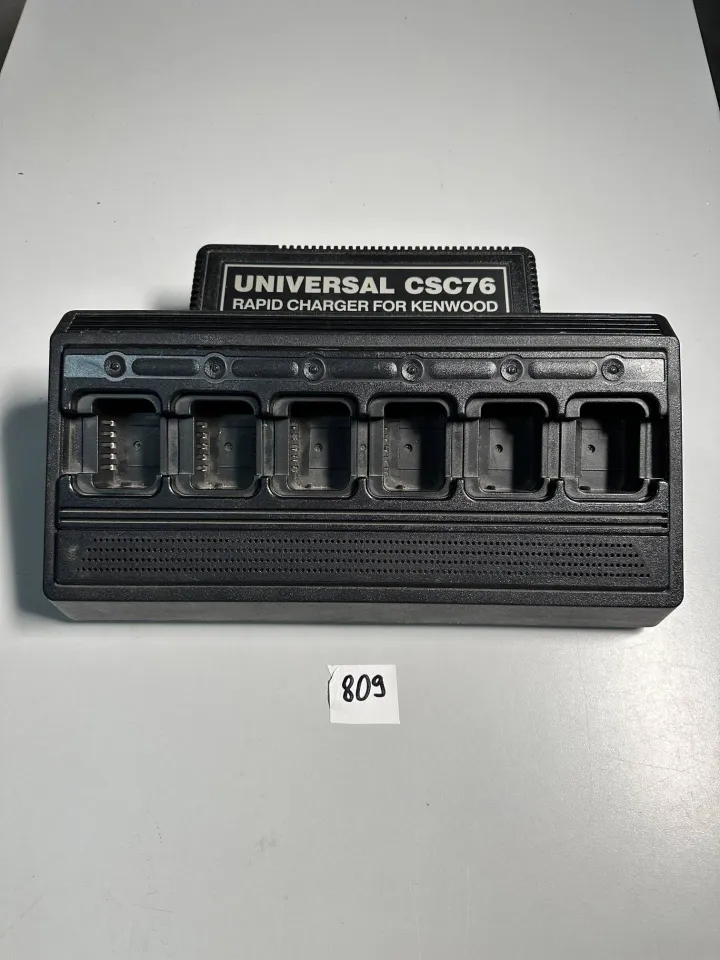 UNIVERSAL CSC76
RAPID CHARGER FOR KENWOOD
809